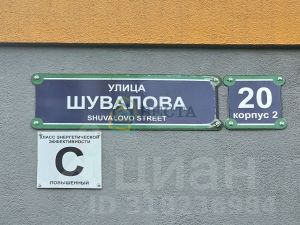 УЛИЦА
ШУВАЛОВА
SHUVALOVO STREET
20
корпус 2
КЛАСС ЭНЕРГЕТИЧЕСКОЙ
ЭФФЕКТИВНОСТИ
C
ПОВЫШЕННЫЙ
циан